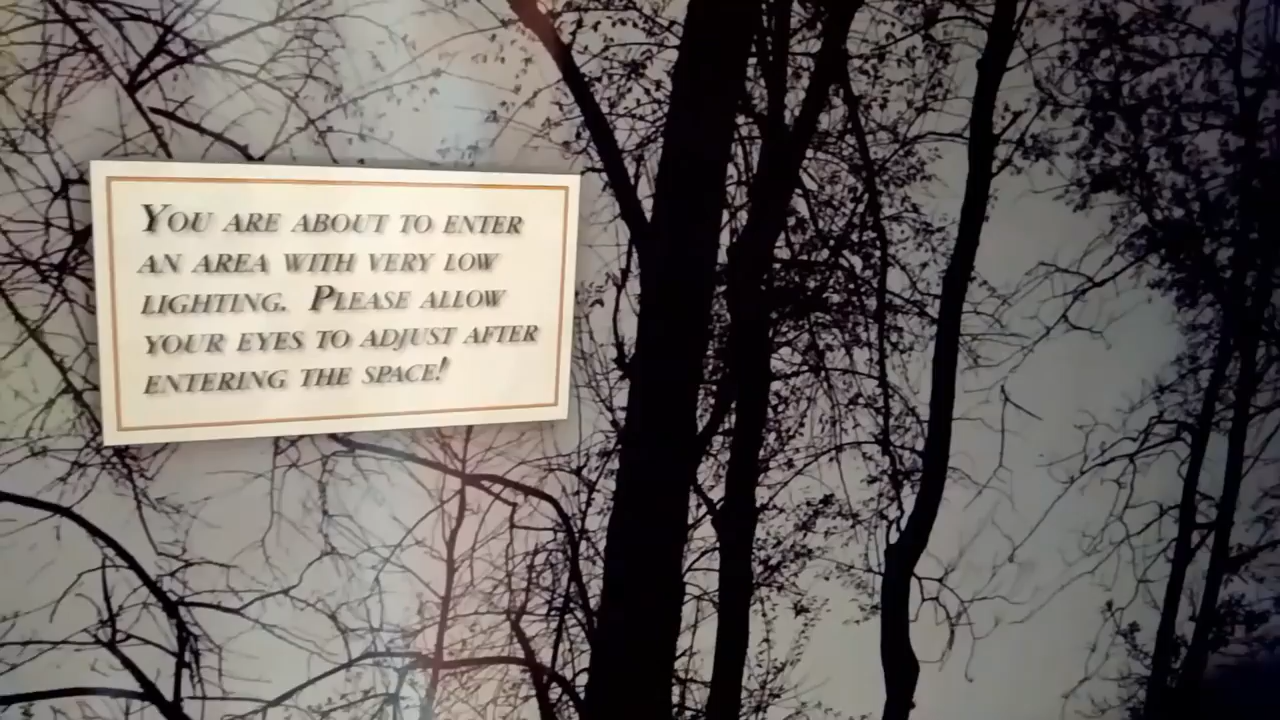 YOU ARE ABOUT TO ENTER
AN AREA WITH VERY LOW
LIGHTING. PLEASE ALLOW
YOUR EYES TO ADJUST AFTER
ENTERING THE SPACE!